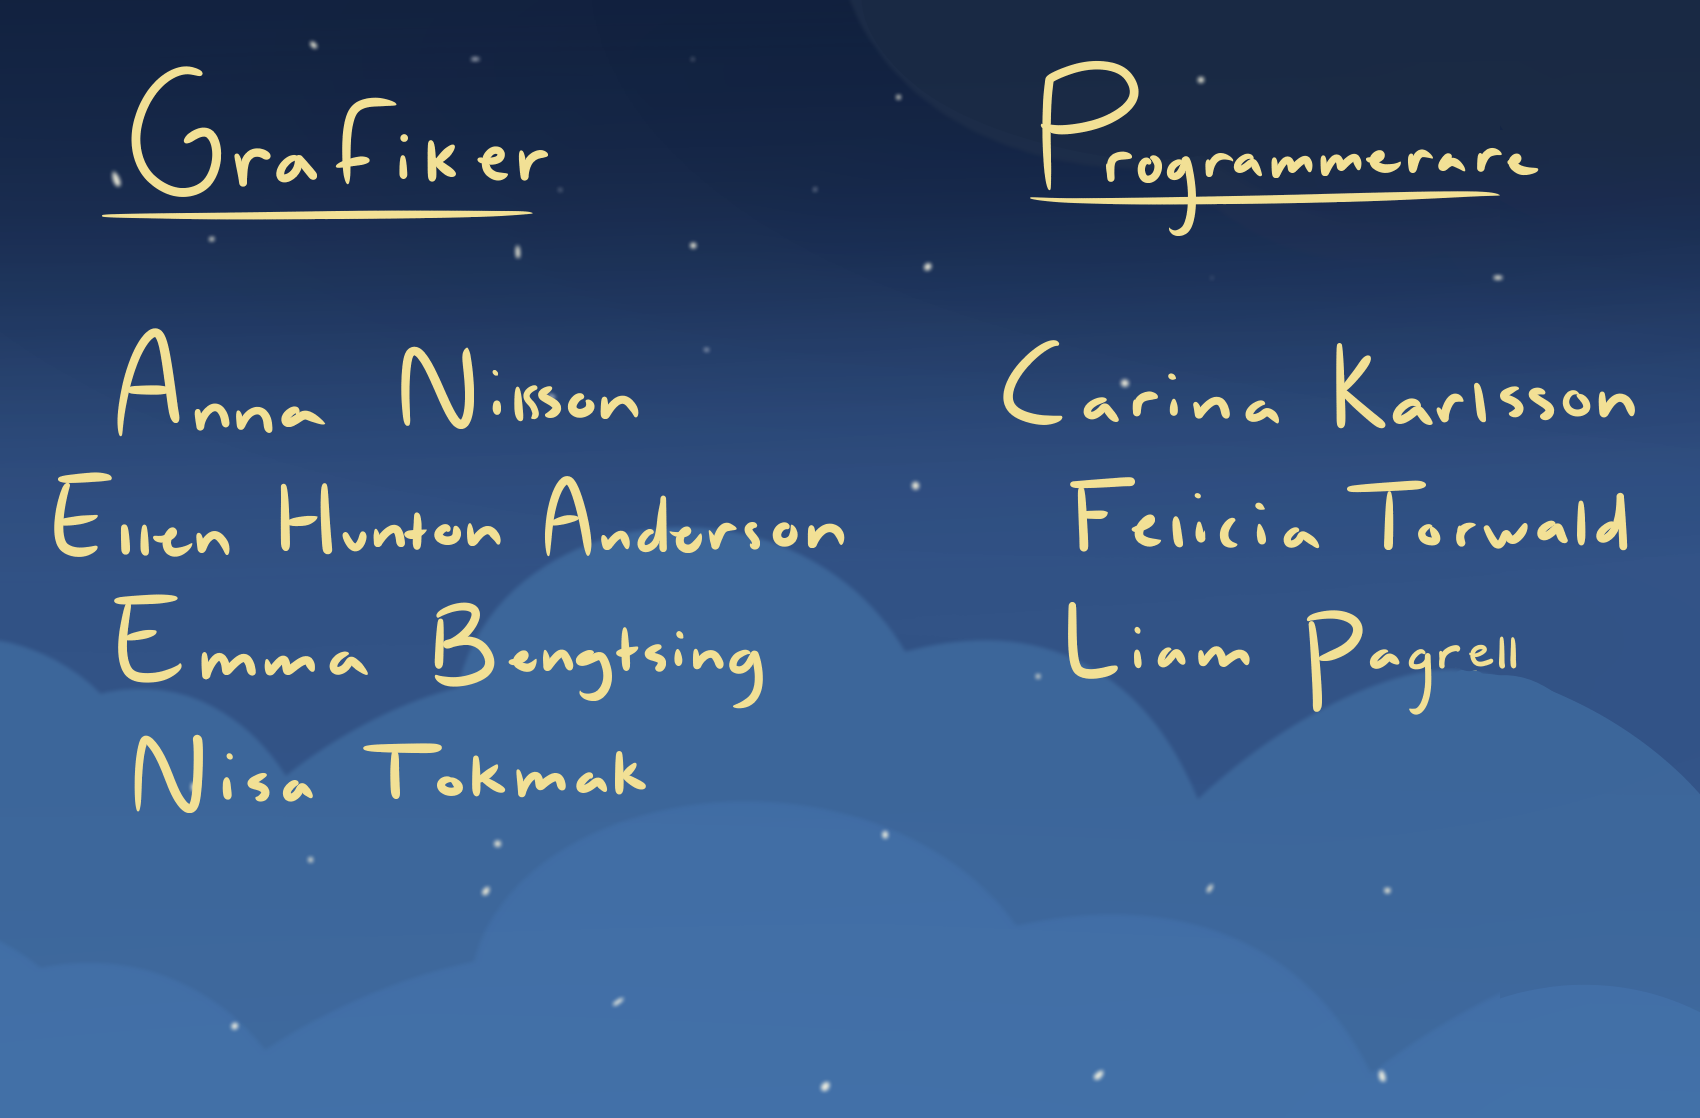 Grafiker
Anna Nilsson
Ellen Hunton Anderson
Emma Bengtsing
Nisa Tokmak
Programmerare
Carina Karlsson
Felicia Torwald
Liam Pagrell